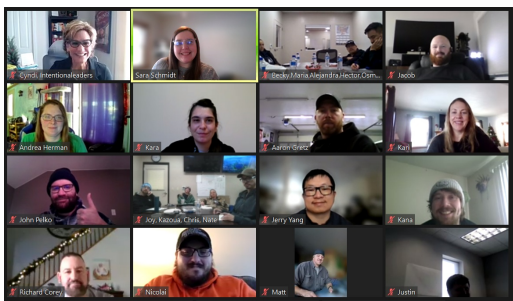 Cyndi, Intentionaleaders
Sara Schmidt
Becky,Maria,Alejandra,Hector,Osm...
Jacob
Andrea Herman
Kara
Aaron Gretz
Kari
John Pelko
Joy, Kazoua, Chris, Nate
Jerry Yang
Kana
Richard Corey
Nicolai
Matt
Justin